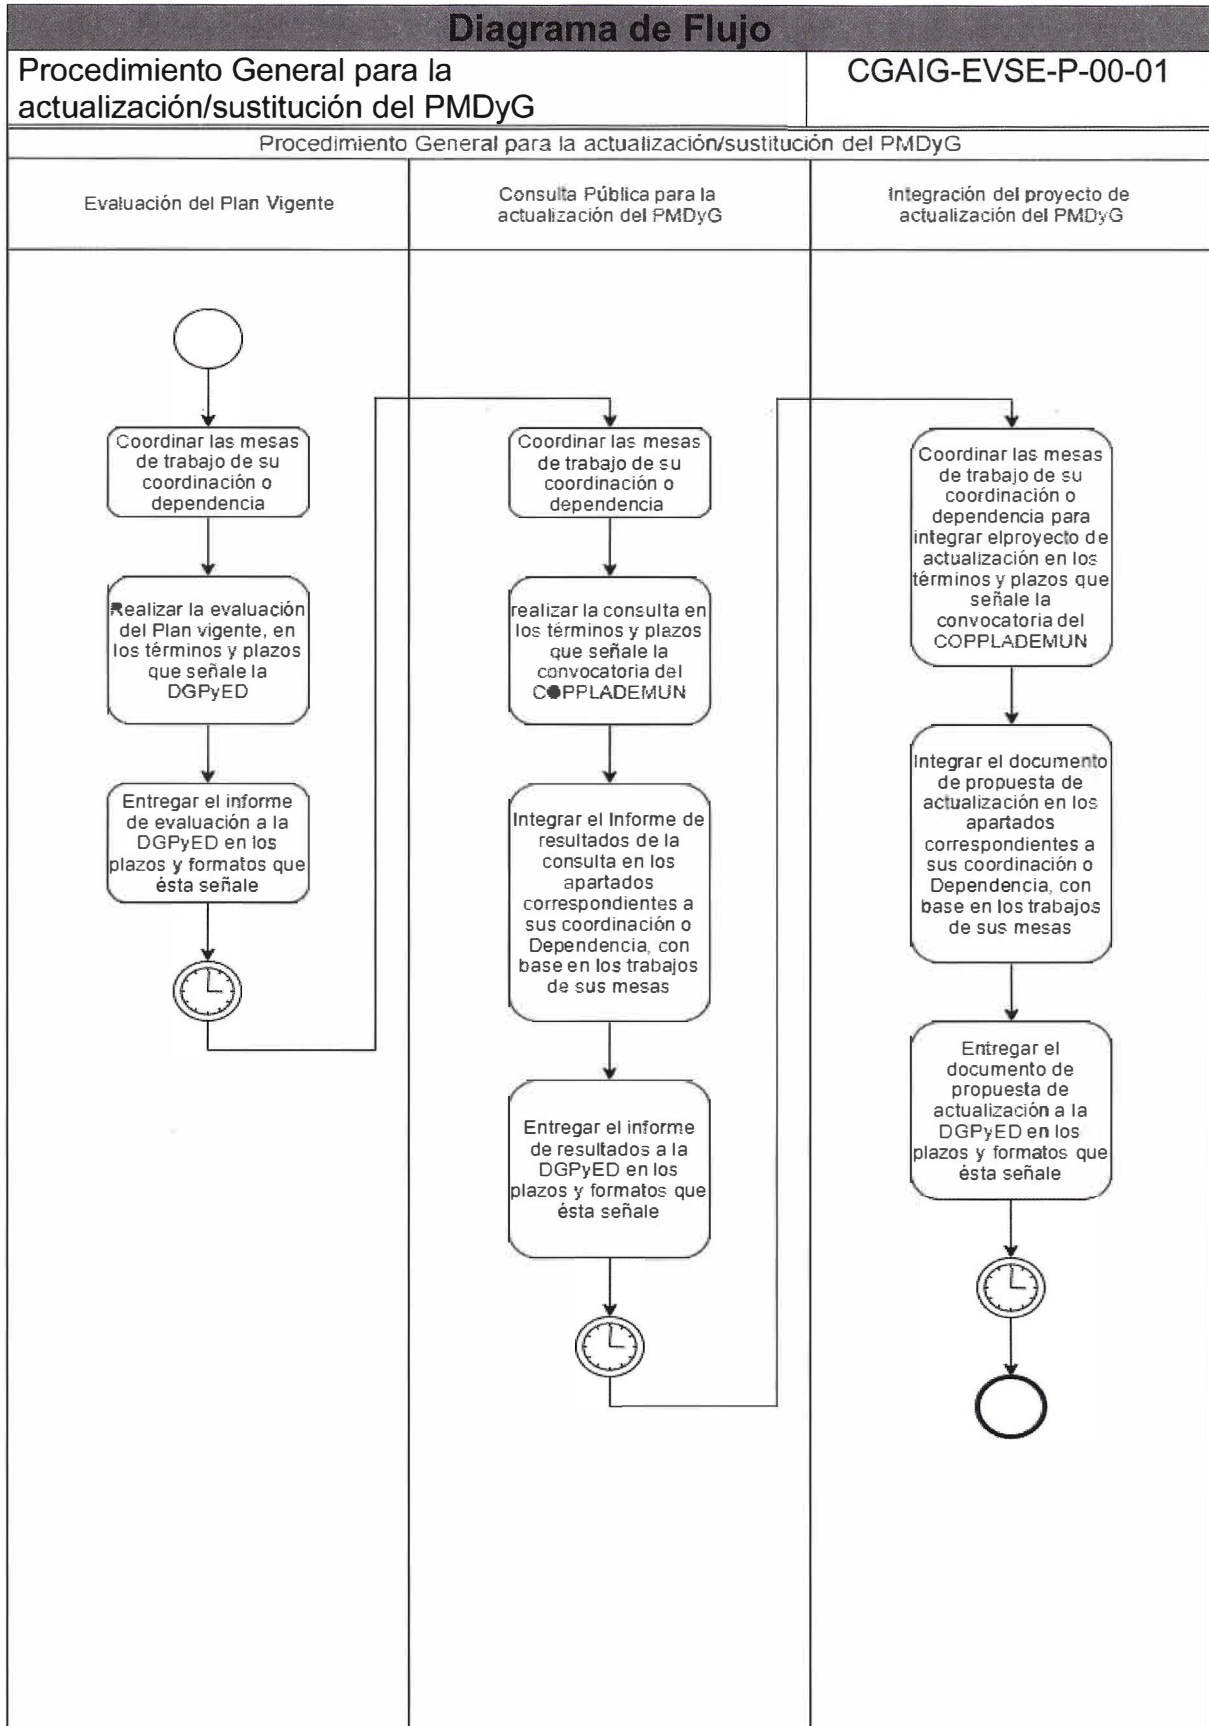 Diagrama de Flujo
Procedimiento General para la
actualización/sustitución del PMDyG
CGAIG-EVSE-P-00-01
Procedimiento General para la actualización/sustitución del PMDyG
Evaluación del Plan Vigente
Consulta Pública para la
actualización del PMDyG
Integración del proyecto de
actualización del PMDyG
Coordinar las mesas
de trabajo de su
coordinación o
dependencia
Realizar la evaluación
del Plan vigente, en
los términos y plazos
que señale la
DGPyED
Entregar el informe
de evaluación a la
DGPyED en los
plazos y formatos que
ésta señale
Coordinar las mesas
de trabajo de su
coordinación o
dependencia
realizar la consulta en
los términos y plazos
que señale la
convocatoria del
COPPLADEMUN
Integrar el Informe de
resultados de la
consulta en los
apartados
correspondientes a
sus coordinación o
Dependencia, con
base en los trabajos
de sus mesas
Entregar el informe
de resultados a la
DGPyED en los
plazos y formatos que
ésta señale
Coordinar las mesas
de trabajo de su
coordinación o
dependencia para
integrar elproyecto de
actualización en los
términos y plazos que
señale la
convocatoria del
COPPLADEMUN
Integrar el documento
de propuesta de
actualización en los
apartados
correspondientes a
sus coordinación o
Dependencia, con
base en los trabajos
de sus mesas
Entregar el
documento de
propuesta de
actualización a la
DGPyED en los
plazos y formatos que
ésta señale